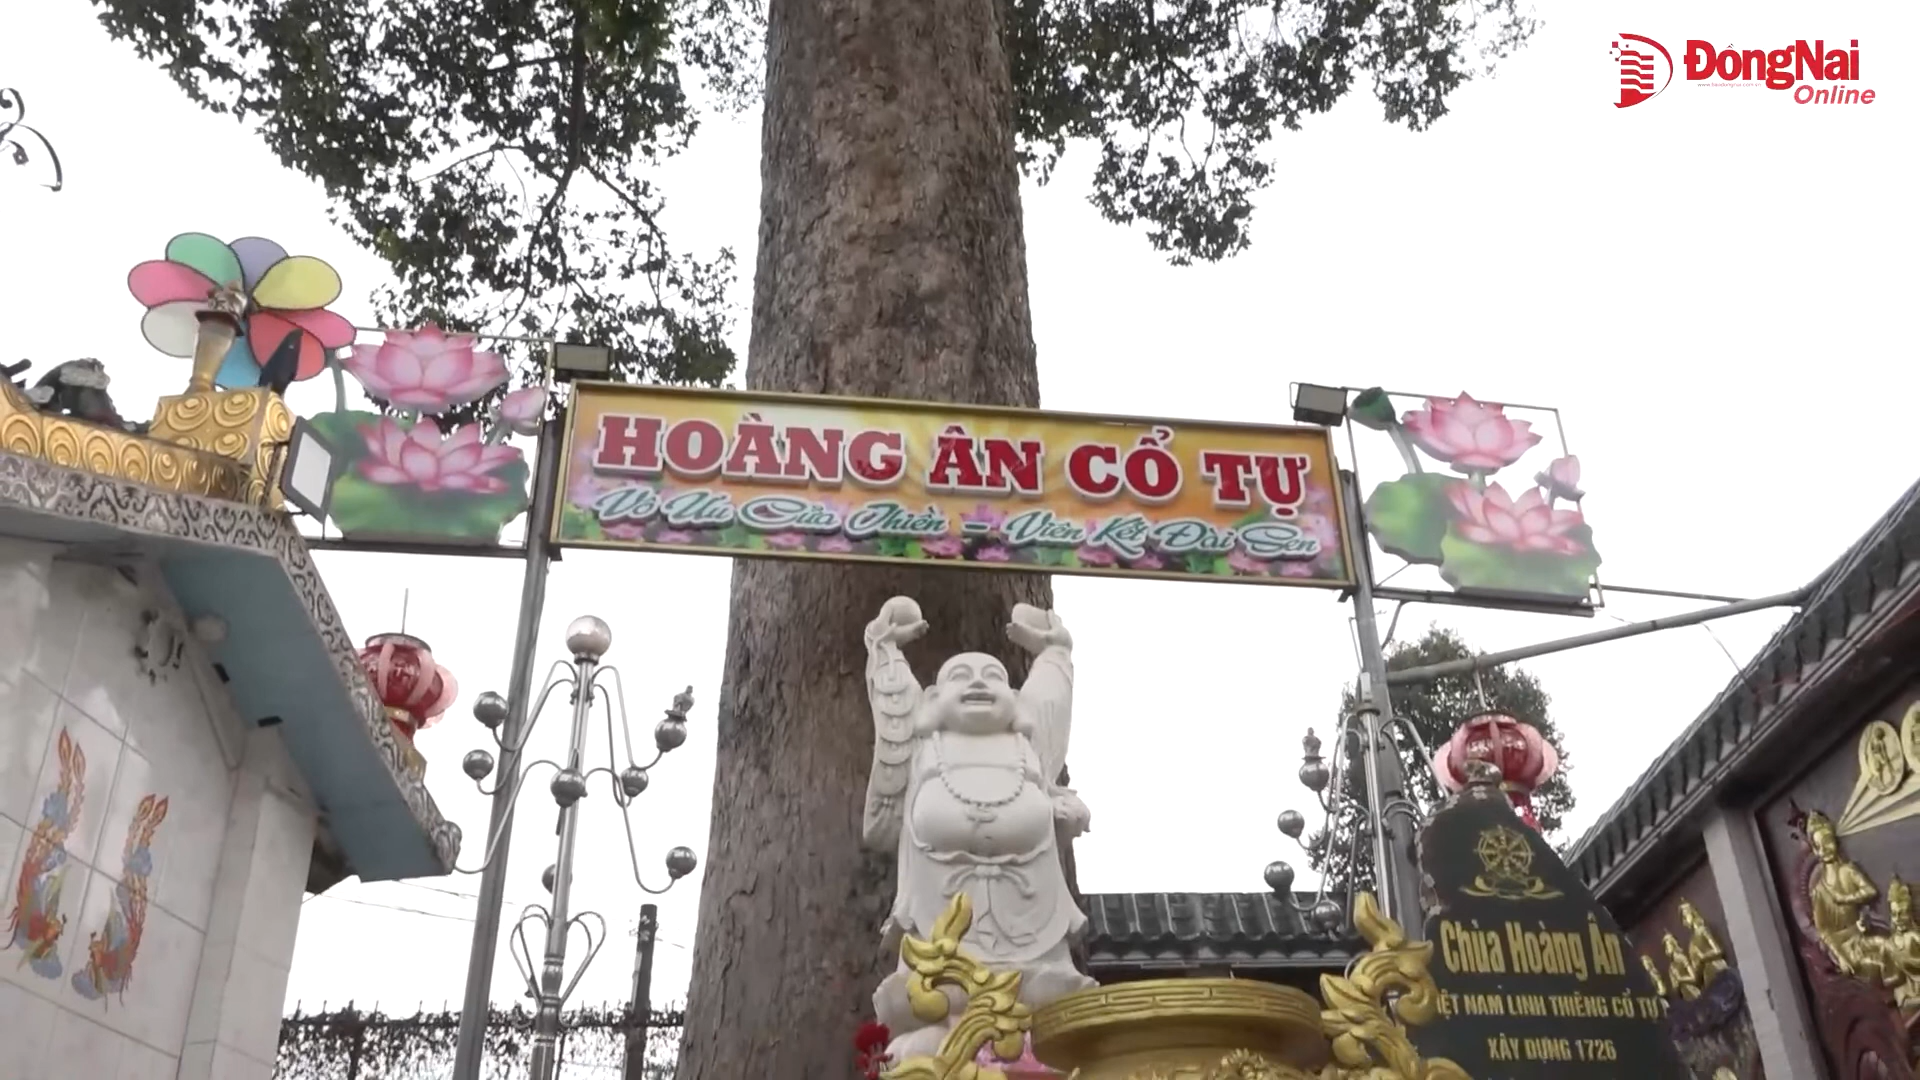 ĐồngNai
Online
HOÀNG ÂN CỔ TỰ
Vô Ưu Cửa Thiền - Viên Kết Đài Sen
Chùa Hoàng Ân
VIỆT NAM LINH THIÊNG CỔ TỰ
XÂY DỰNG 1726